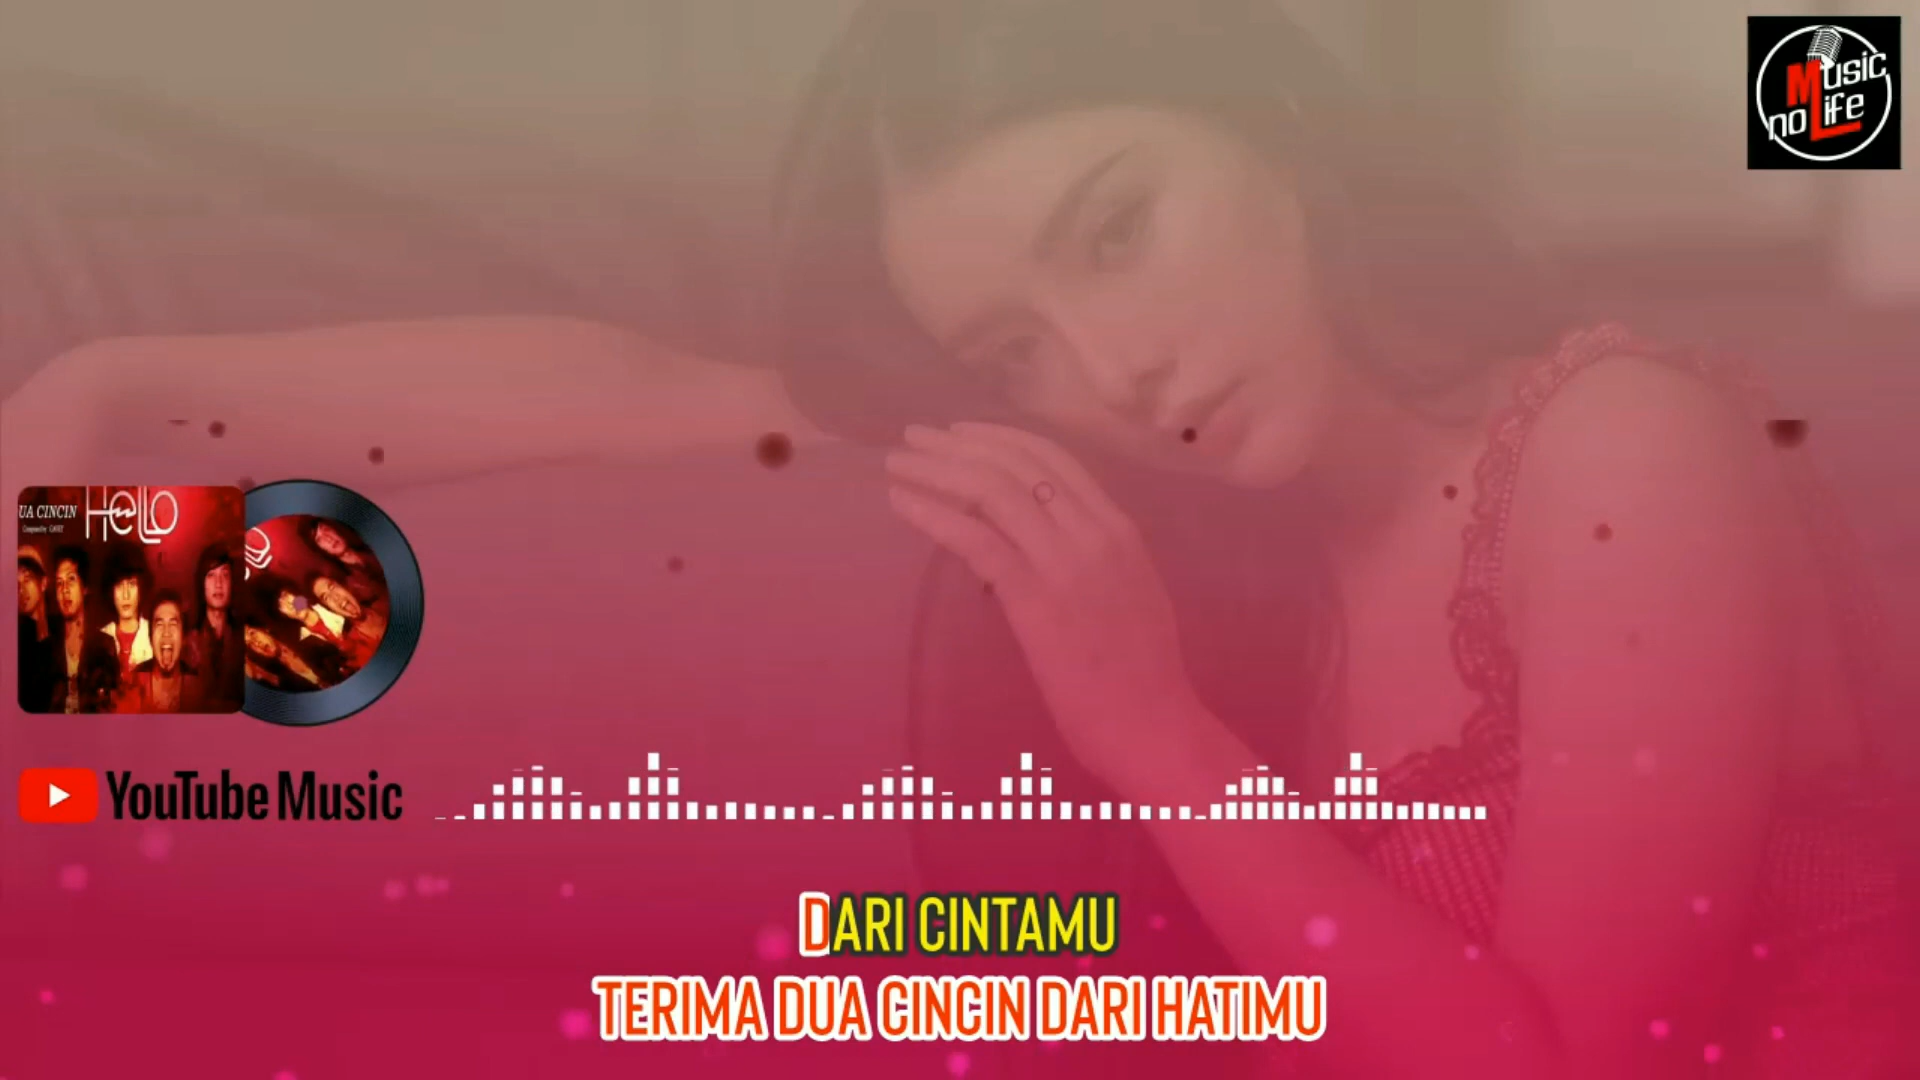 Music
no Life
UA CINCIN
Hello
YouTube Music
DARI CINTAMU
TERIMA DUA CINCIN DARI HATIMU